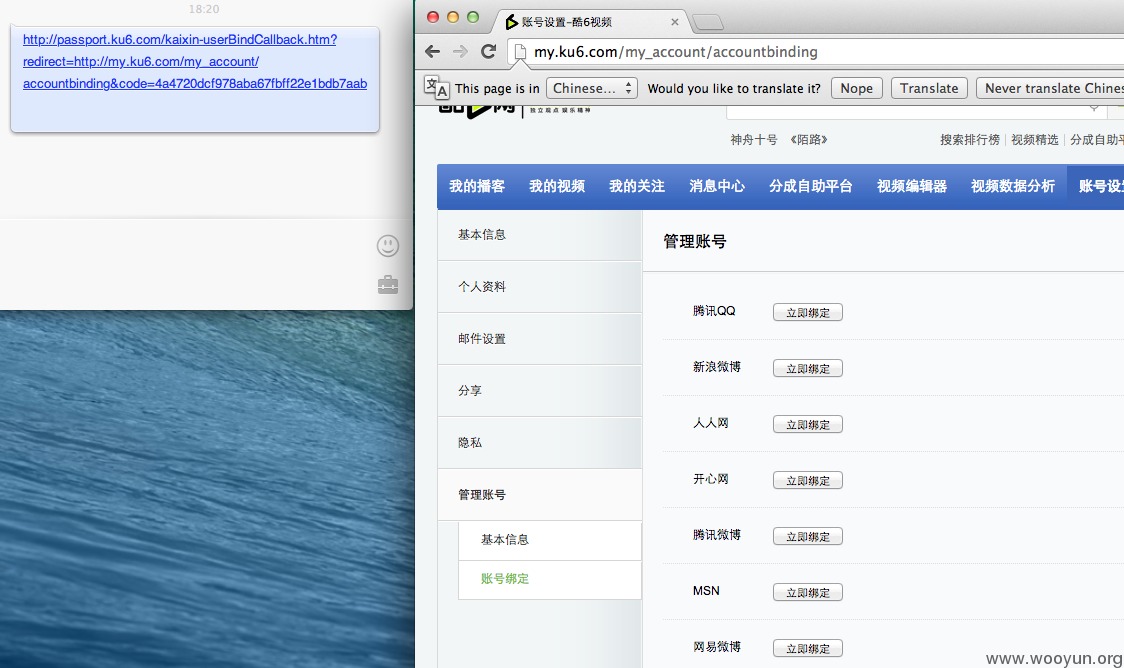 18:20
http://passport.ku6.com/kaixin-userBindCallback.htm?
redirect=http://my.ku6.com/my_account/
accountbinding&code=4a4720dcf978aba67fbff22e1bdb7aab
账号设置-酷6视频
my.ku6.com/my_account/accountbinding
This page is in Chinese... Would you like to translate it? Nope Translate Never translate Chines
独立观点 娱乐精神
神舟十号 《陌路》 搜索排行榜 视频精选 分成自助平
我的播客 我的视频 我的关注 消息中心 分成自助平台 视频编辑器 视频数据分析 账号设
基本信息
个人资料
邮件设置
分享
隐私
管理账号
基本信息
账号绑定
管理账号
腾讯QQ 立即绑定
新浪微博 立即绑定
人人网 立即绑定
开心网 立即绑定
腾讯微博 立即绑定
MSN 立即绑定
网易微博 立即绑定
www.wooyun.org